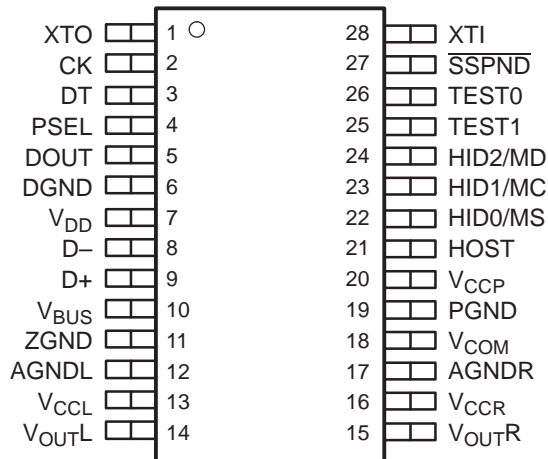 XTO 1 28 XTI
CK 2 27 SSPND
DT 3 26 TEST0
PSEL 4 25 TEST1
DOUT 5 24 HID2/MD
DGND 6 23 HID1/MC
VDD 7 22 HID0/MS
D– 8 21 HOST
D+ 9 20 VCCP
VBUS 10 19 PGND
ZGND 11 18 VCOM
AGNDL 12 17 AGNDR
VCCL 13 16 VCCR
VOUTL 14 15 VOUTR